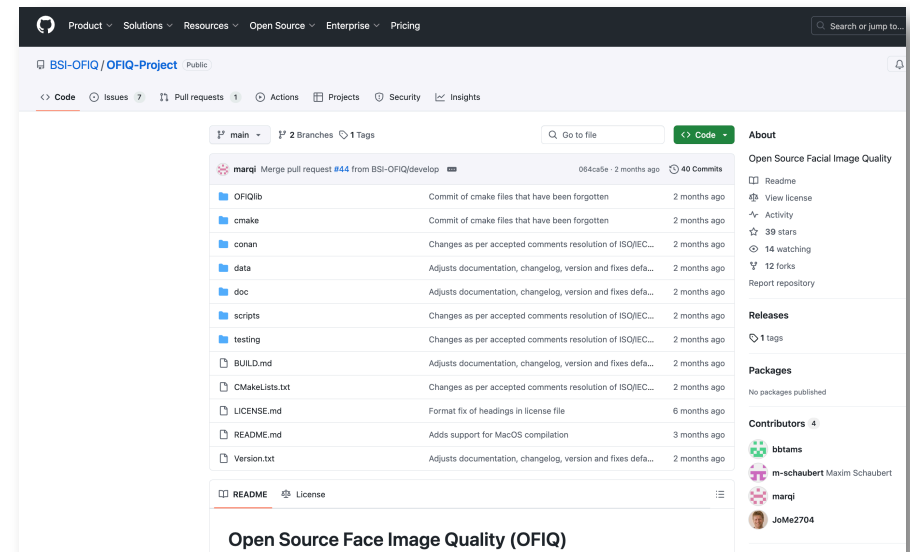 Product Solutions Resources Open Source Enterprise Pricing Search or jump to...
BSI-OFIQ / OFIQ-Project Public
Code Issues 7 Pull requests 1 Actions Projects Security Insights
main 2 Branches 1 Tags Go to file Code
marqi Merge pull request #44 from BSI-OFIQ/develop 064ca5e · 2 months ago 40 Commits
OFIQlib Commit of cmake files that have been forgotten 2 months ago
cmake Commit of cmake files that have been forgotten 2 months ago
conan Changes as per accepted comments resolution of ISO/IEC... 2 months ago
data Adjusts documentation, changelog, version and fixes defa... 2 months ago
doc Adjusts documentation, changelog, version and fixes defa... 2 months ago
scripts Changes as per accepted comments resolution of ISO/IEC... 2 months ago
testing Changes as per accepted comments resolution of ISO/IEC... 2 months ago
BUILD.md Adjusts documentation, changelog, version and fixes defa... 2 months ago
CMakeLists.txt Changes as per accepted comments resolution of ISO/IEC... 2 months ago
LICENSE.md Format fix of headings in license file 6 months ago
README.md Adds support for MacOS compilation 3 months ago
Version.txt Adjusts documentation, changelog, version and fixes defa... 2 months ago
README License
Open Source Face Image Quality (OFIQ)
About
Open Source Facial Image Quality
Readme
View license
Activity
39 stars
14 watching
12 forks
Report repository
Releases
1 tags
Packages
No packages published
Contributors 4
bbtams
m-schaubert Maxim Schaubert
marqi
JoMe2704